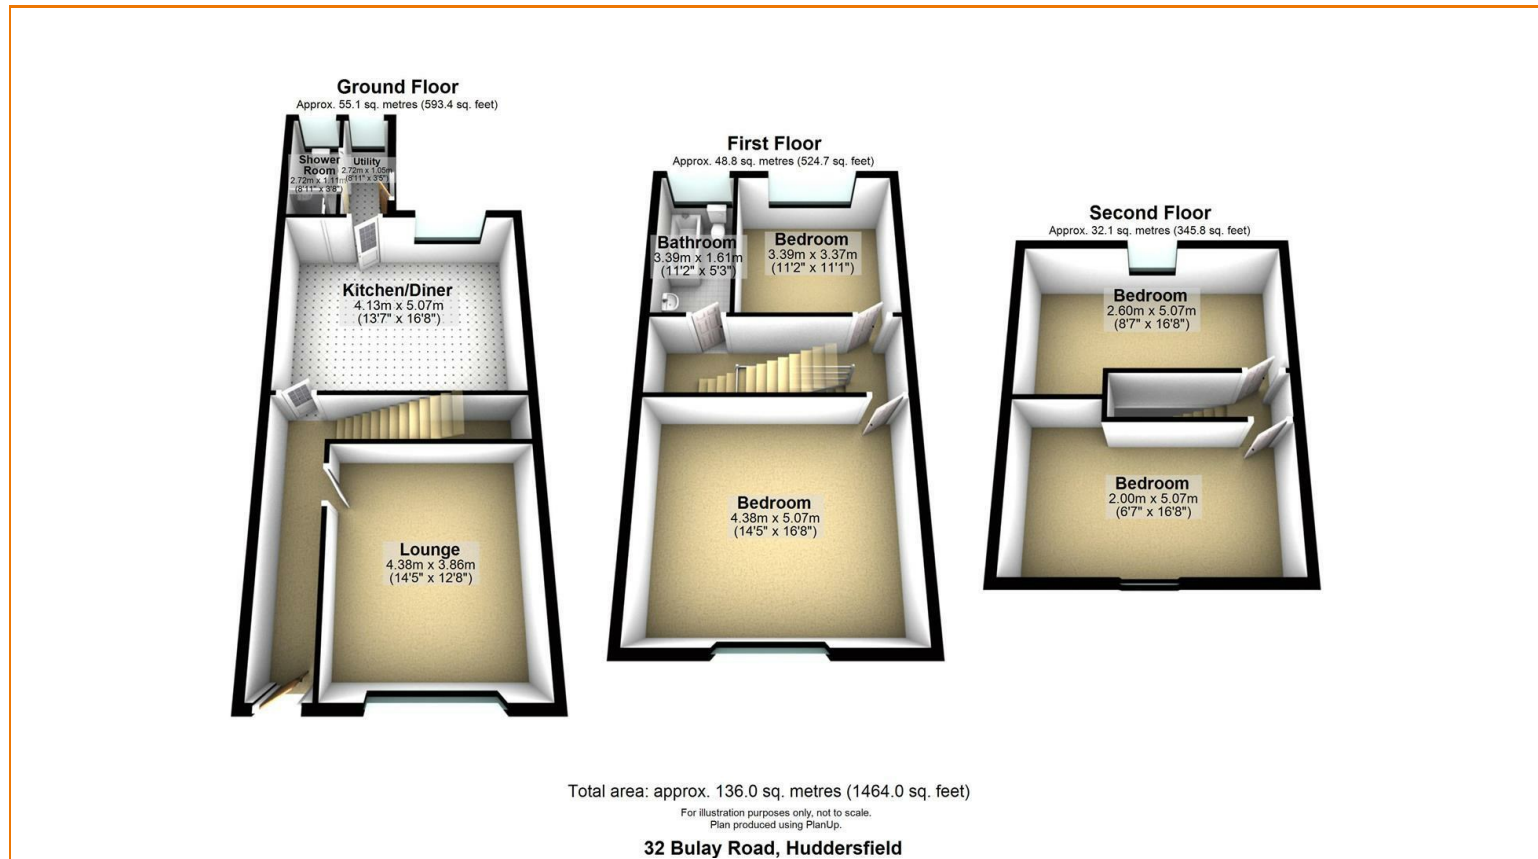 Ground Floor
Approx. 55.1 sq. metres (593.4 sq. feet)
Shower
Room
2.72m x 1.11m
(8'11" x 3'8")
Utility
2.72m x 1.05m
(8'11" x 3'5")
Kitchen/Diner
4.13m x 5.07m
(13'7" x 16'8")
Lounge
4.38m x 3.86m
(14'5" x 12'8")
First Floor
Approx. 48.8 sq. metres (524.7 sq. feet)
Bathroom
3.39m x 1.61m
(11'2" x 5'3")
Bedroom
3.39m x 3.37m
(11'2" x 11'1")
Bedroom
4.38m x 5.07m
(14'5" x 16'8")
Second Floor
Approx. 32.1 sq. metres (345.8 sq. feet)
Bedroom
2.60m x 5.07m
(8'7" x 16'8")
Bedroom
2.00m x 5.07m
(6'7" x 16'8")
Total area: approx. 136.0 sq. metres (1464.0 sq. feet)
For illustration purposes only, not to scale.
Plan produced using PlanUp.
32 Bulay Road, Huddersfield